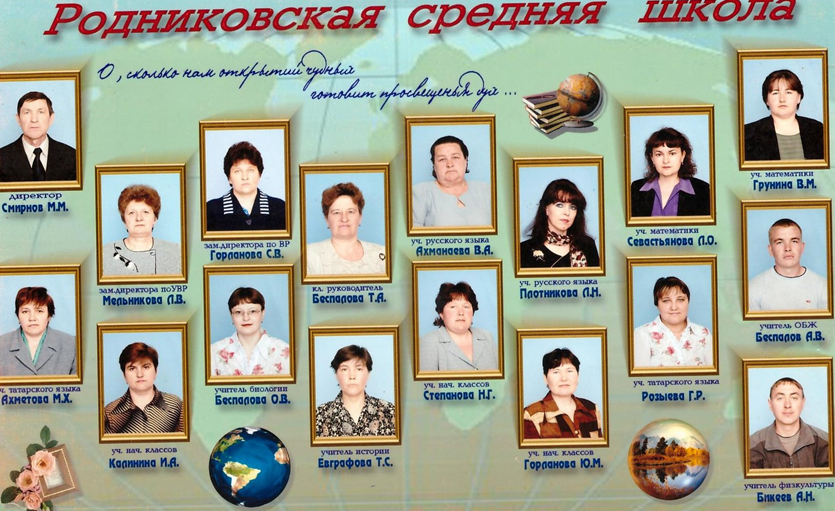 Родниковская средняя школа
О, сколько нам открытий чудных
готовит просвещенья дух ...
директор
Смирнов М.М.
зам.директора поУВР
Мельникова Л.В.
зам.директора по ВР
Горланова С.В.
кл. руководитель
Беспалова Т.А.
уч. русского языка
Ахманаева В.А.
уч. русского языка
Плотникова Л.Н.
уч. математики
Севастьянова Л.О.
уч. математики
Грунина В.М.
уч. татарского языка
Ахметова М.Х.
уч. нач. классов
Калинина И.А.
учитель биологии
Беспалова О.В.
учитель истории
Евграфова Т.С.
уч. нач. классов
Степанова Н.Г.
уч. нач. классов
Горланова Ю.М.
уч. татарского языка
Розыева Г.Р.
учитель ОБЖ
Беспалов А.В.
учитель физкультуры
Бикеев А.Н.